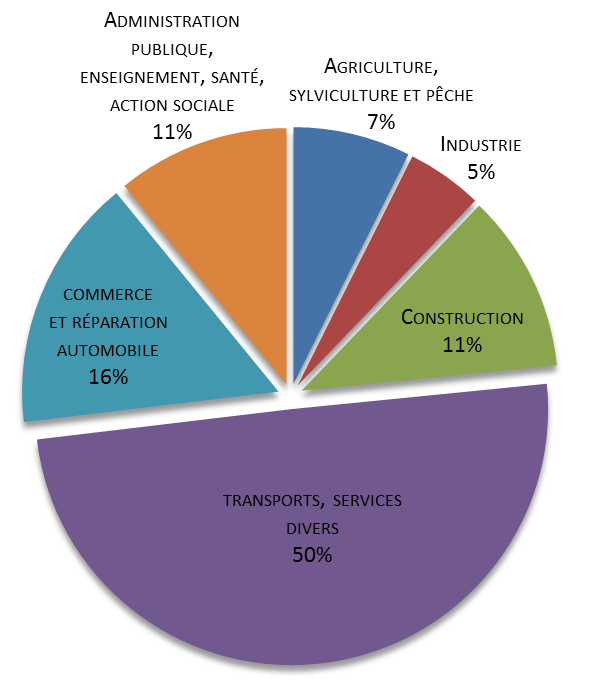 Administration
publique,
enseignement, santé,
action sociale
11%
Agriculture,
sylviculture et pêche
7%
Industrie
5%
Construction
11%
commerce
et réparation
automobile
16%
transports, services
divers
50%